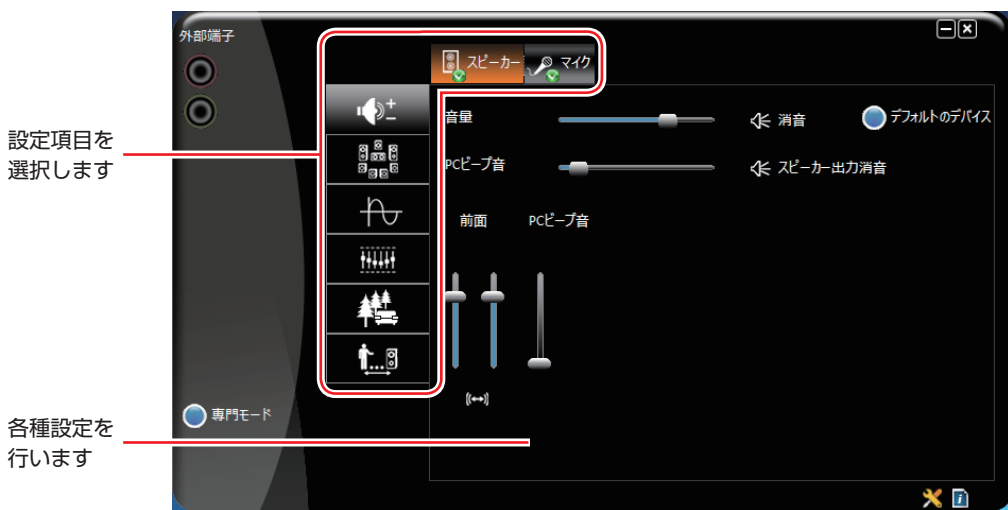 外部端子
スピーカー
マイク
設定項目を
選択します
音量
消音
デフォルトのデバイス
PCビープ音
スピーカー出力消音
前面
PCビープ音
専門モード
各種設定を
行います